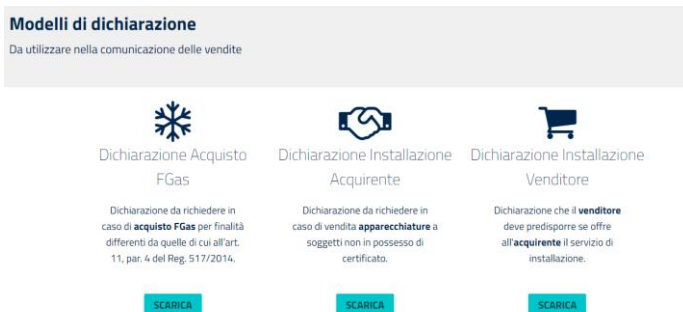 Modelli di dichiarazione
Da utilizzare nella comunicazione delle vendite
Dichiarazione Acquisto
FGas
Dichiarazione da richiedere in
caso di acquisto FGas per finalità
differenti da quelle di cui all'art.
11, par. 4 del Reg. 517/2014.
SCARICA
Dichiarazione Installazione
Acquirente
Dichiarazione da richiedere in
caso di vendita apparecchiature a
soggetti non in possesso di
certificato.
SCARICA
Dichiarazione Installazione
Venditore
Dichiarazione che il venditore
deve predisporre se offre
all'acquirente il servizio di
installazione.
SCARICA